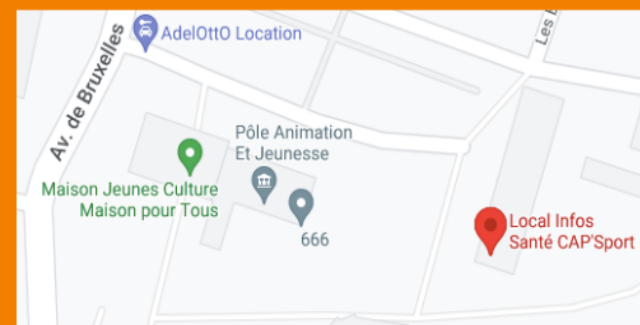 AdelOttO Location
Av. de Bruxelles
Les
Pôle Animation
Et Jeunesse
Maison Jeunes Culture
Maison pour Tous
666
Local Infos
Santé CAP'Sport